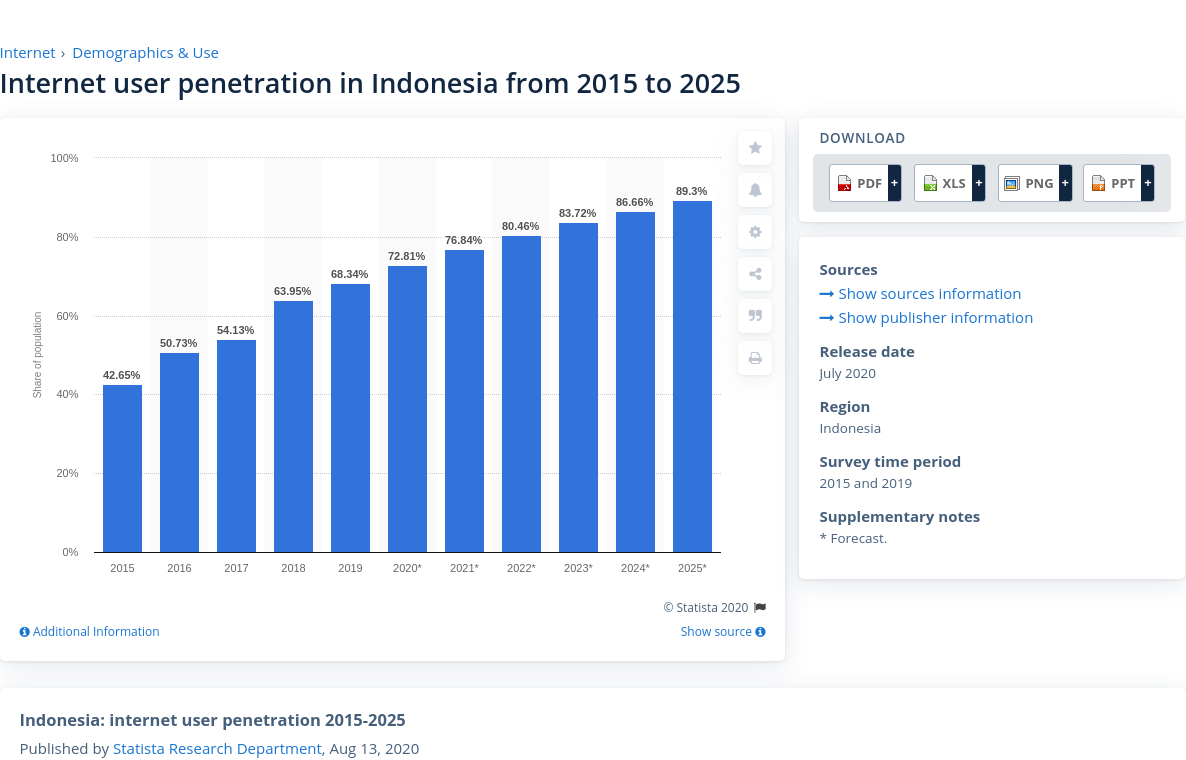 Internet › Demographics & Use
Internet user penetration in Indonesia from 2015 to 2025
100%
80%
60%
40%
20%
0%
Share of population
42.65%
50.73%
54.13%
63.95%
68.34%
72.81%
76.84%
80.46%
83.72%
86.66%
89.3%
2015 2016 2017 2018 2019 2020* 2021* 2022* 2023* 2024* 2025*
© Statista 2020
Additional Information
Show source
DOWNLOAD
PDF + XLS + PNG + PPT +
Sources
Show sources information
Show publisher information
Release date
July 2020
Region
Indonesia
Survey time period
2015 and 2019
Supplementary notes
* Forecast.
Indonesia: internet user penetration 2015-2025
Published by Statista Research Department, Aug 13, 2020